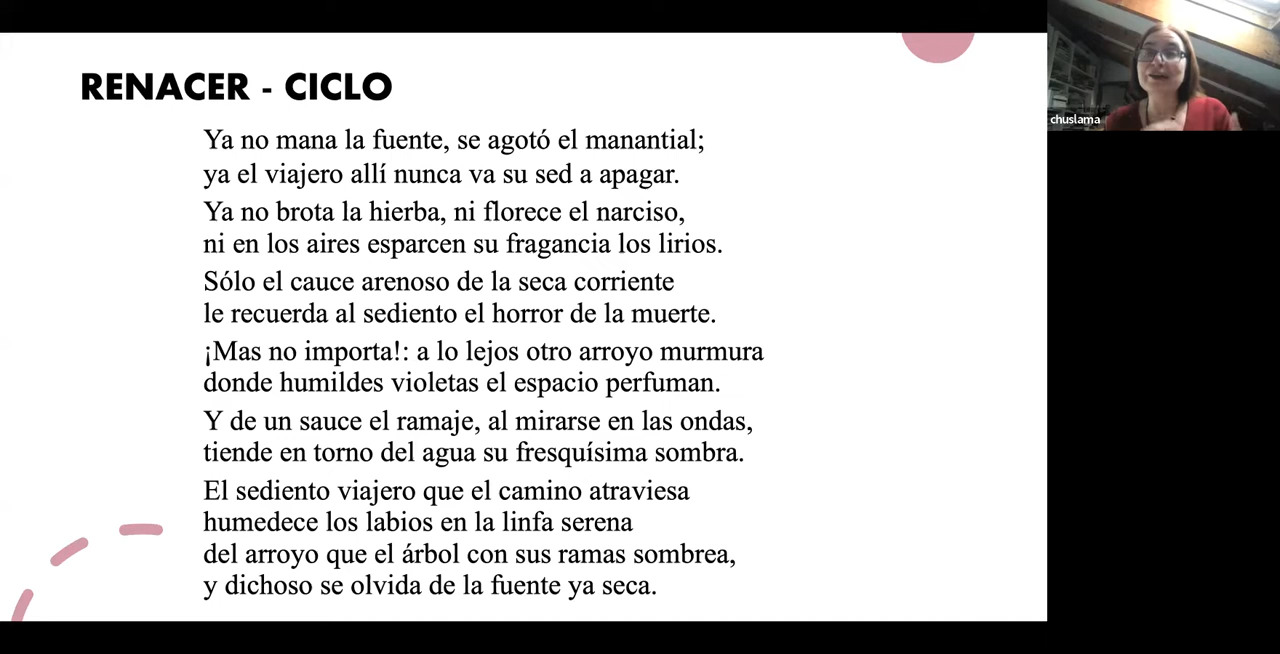 RENACER - CICLO
Ya no mana la fuente, se agotó el manantial;
ya el viajero allí nunca va su sed a apagar.
Ya no brota la hierba, ni florece el narciso,
ni en los aires esparcen su fragancia los lirios.
Sólo el cauce arenoso de la seca corriente
le recuerda al sediento el horror de la muerte.
¡Mas no importa!: a lo lejos otro arroyo murmura
donde humildes violetas el espacio perfuman.
Y de un sauce el ramaje, al mirarse en las ondas,
tiende en torno del agua su fresquísima sombra.
El sediento viajero que el camino atraviesa
humedece los labios en la linfa serena
del arroyo que el árbol con sus ramas sombrea,
y dichoso se olvida de la fuente ya seca.
chuslama